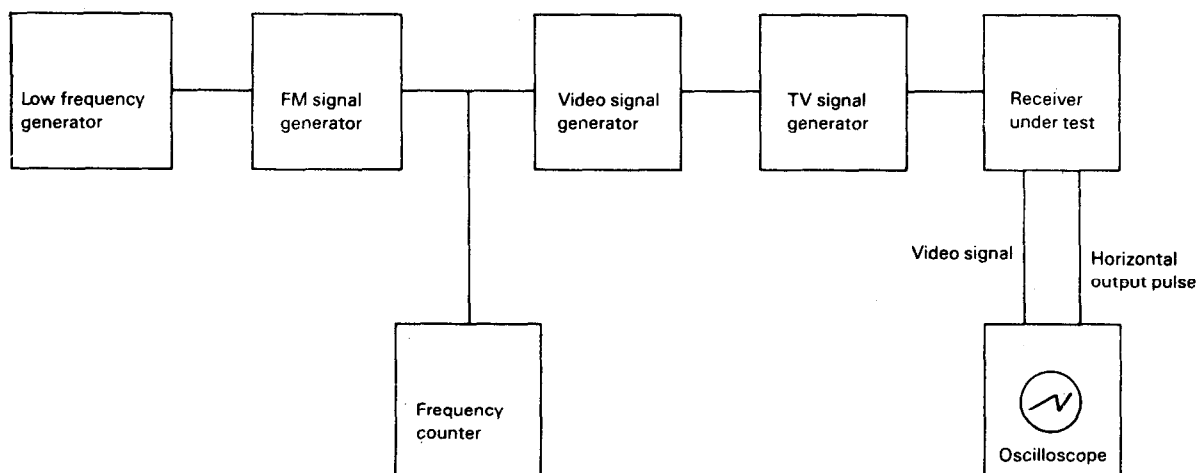 Low frequency
generator
FM signal
generator
Video signal
generator
TV signal
generator
Receiver
under test
Video signal
Horizontal
output pulse
Frequency
counter
Oscilloscope